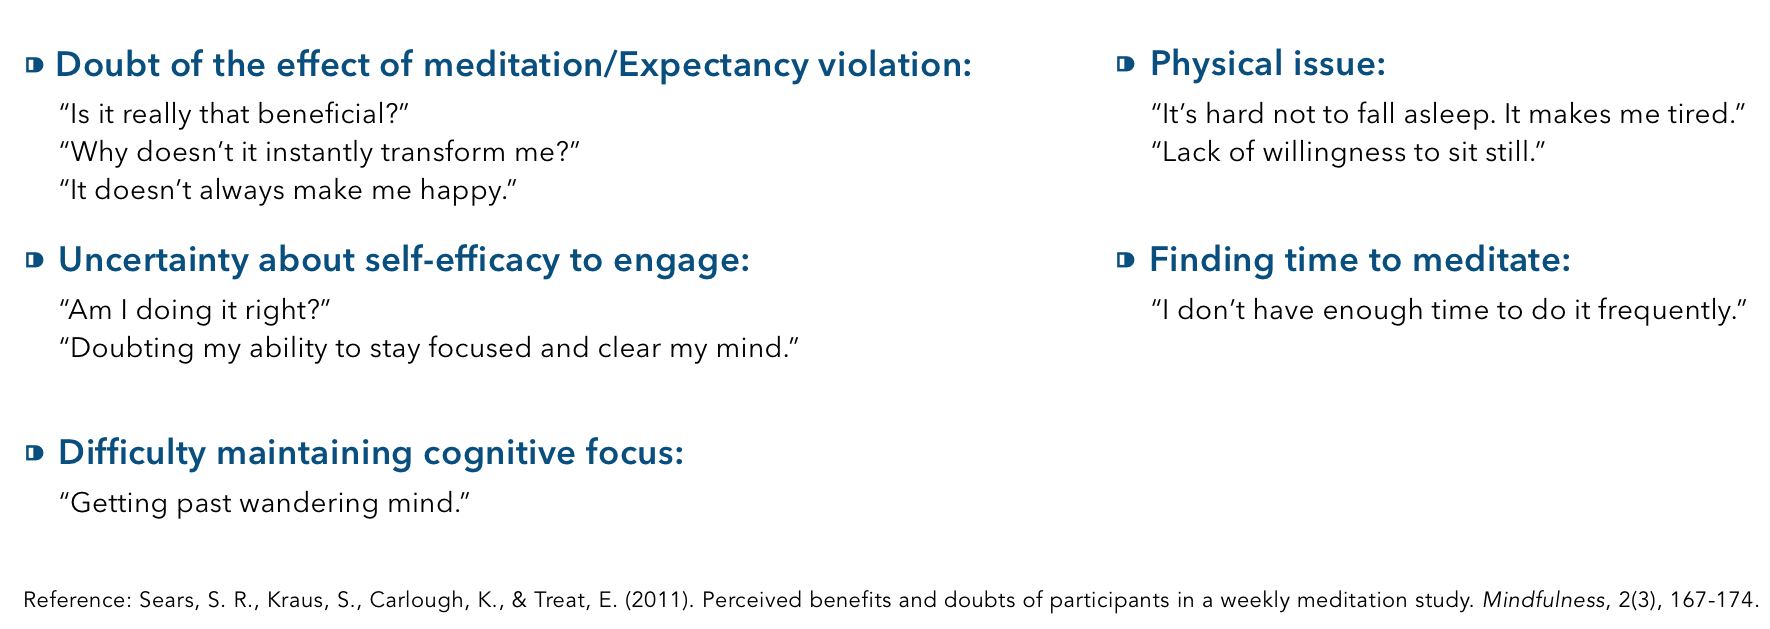 Doubt of the effect of meditation/Expectancy violation:
“Is it really that beneficial?”
“Why doesn’t it instantly transform me?”
“It doesn’t always make me happy.”
Uncertainty about self-efficacy to engage:
“Am I doing it right?”
“Doubting my ability to stay focused and clear my mind.”
Difficulty maintaining cognitive focus:
“Getting past wandering mind.”
Physical issue:
“It’s hard not to fall asleep. It makes me tired.”
“Lack of willingness to sit still.”
Finding time to meditate:
“I don’t have enough time to do it frequently.”
Reference: Sears, S. R., Kraus, S., Carlough, K., & Treat, E. (2011). Perceived benefits and doubts of participants in a weekly meditation study. Mindfulness, 2(3), 167-174.